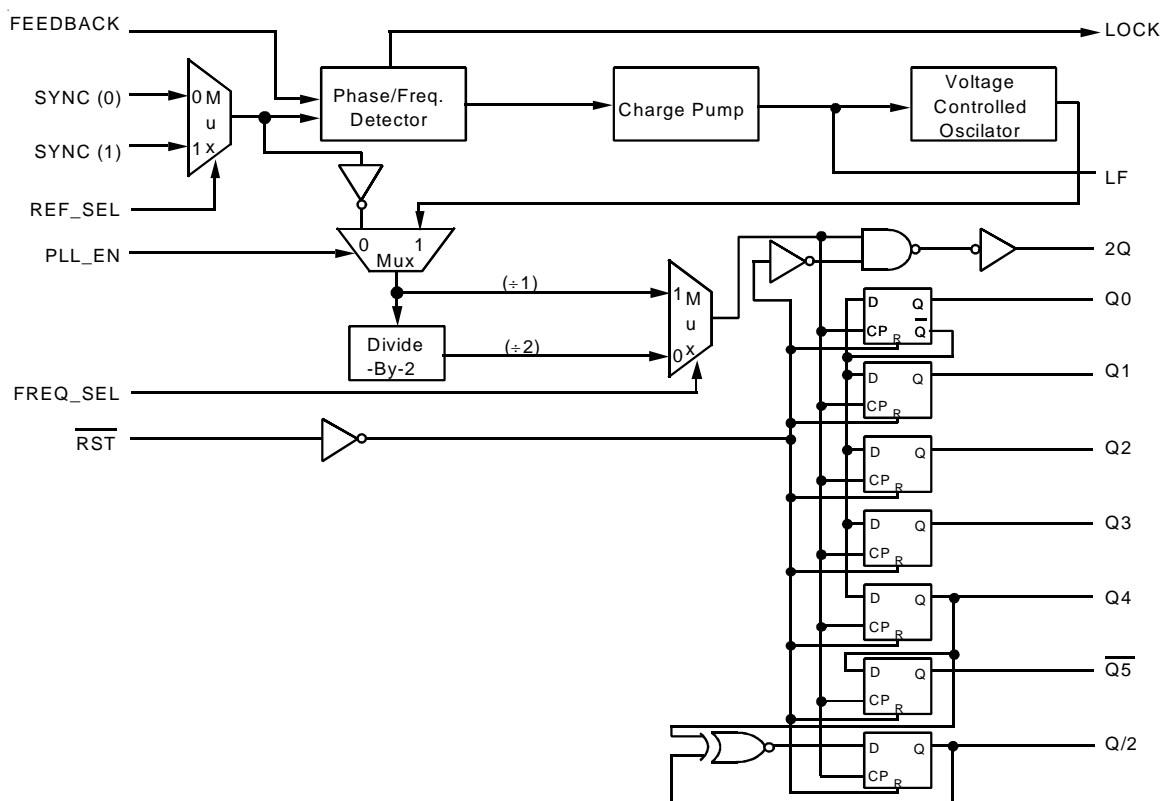 FEEDBACK
LOCK
SYNC (0)
0 M
u
1 x
SYNC (1)
Phase/Freq.
Detector
Charge Pump
Voltage
Controlled
Oscilator
LF
REF_SEL
PLL_EN
0 1
Mux
2Q
(÷1)
1 M
u
0 x
Divide
-By-2
(÷2)
FREQ_SEL
RST
D Q
CP R Q
Q0
D Q
CP R
Q1
D Q
CP R
Q2
D Q
CP R
Q3
D Q
CP R
Q4
D Q
CP R
Q5
D Q
CP R
Q/2